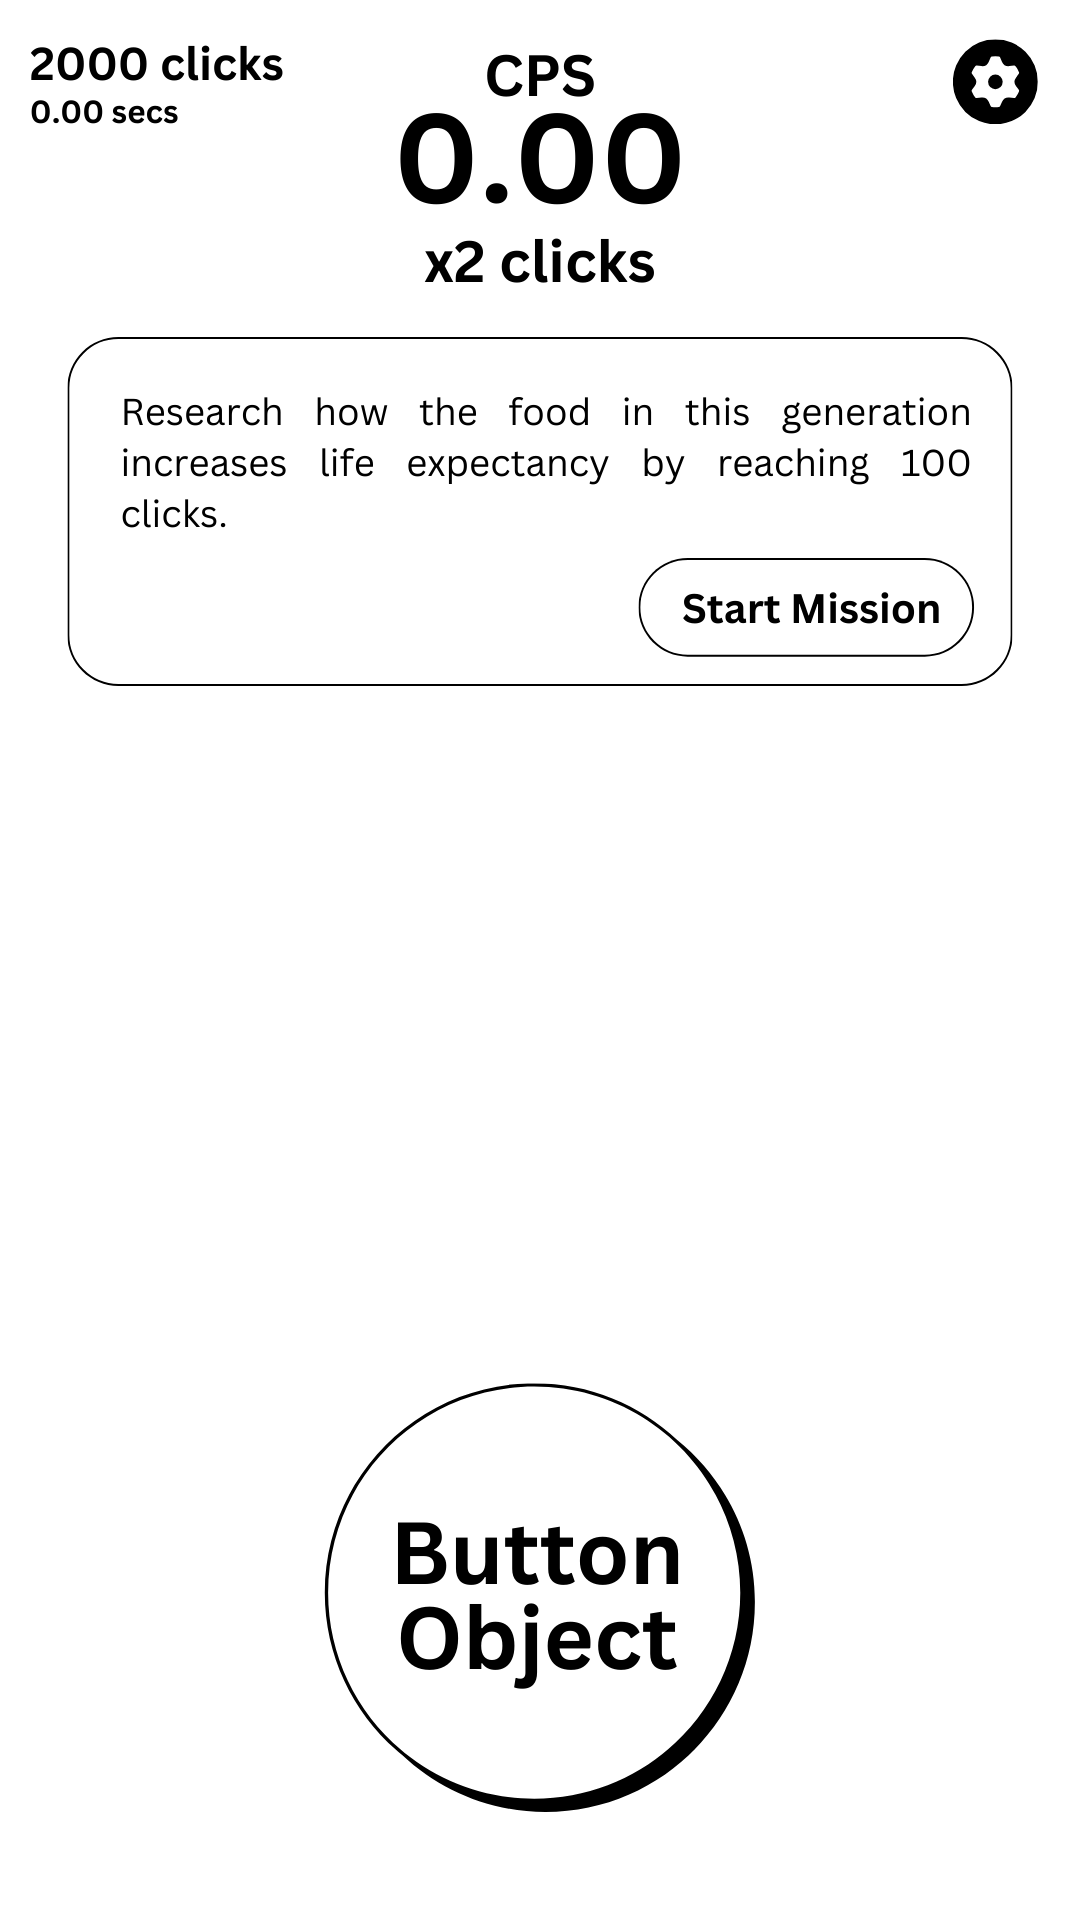 2000 clicks
0.00 secs
CPS
0.00
x2 clicks
Research how the food in this generation
increases life expectancy by reaching 100
clicks.
Start Mission
Button
Object